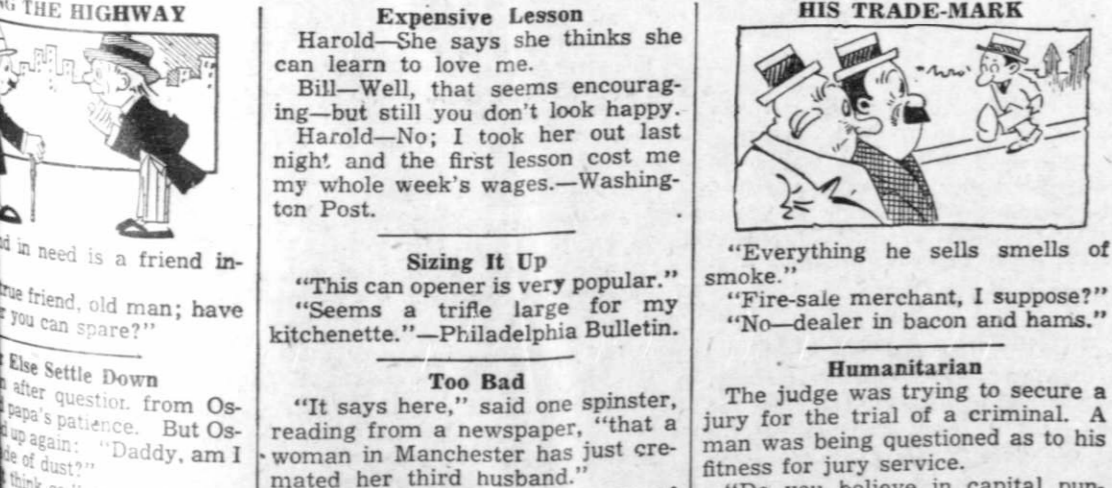 THE HIGHWAY
in need is a friend in-
true friend, old man; have
you can spare?"
Else Settle Down
after question from Os-
papa's patience. But Os-
up again: "Daddy, am I
of dust?"
think
Expensive Lesson
Harold—She says she thinks she
can learn to love me.
Bill—Well, that seems encourag-
ing—but still you don't look happy.
Harold—No; I took her out last
night and the first lesson cost me
my whole week's wages.—Washing-
ton Post.
Sizing It Up
"This can opener is very popular."
"Seems a trifle large for my
kitchenette."—Philadelphia Bulletin.
Too Bad
"It says here," said one spinster,
reading from a newspaper, "that a
woman in Manchester has just cre-
mated her third husband."
HIS TRADE-MARK
"Everything he sells smells of
smoke."
"Fire-sale merchant, I suppose?"
"No—dealer in bacon and hams."
Humanitarian
The judge was trying to secure a
jury for the trial of a criminal. A
man was being questioned as to his
fitness for jury service.
"Do you believe in capital pun-